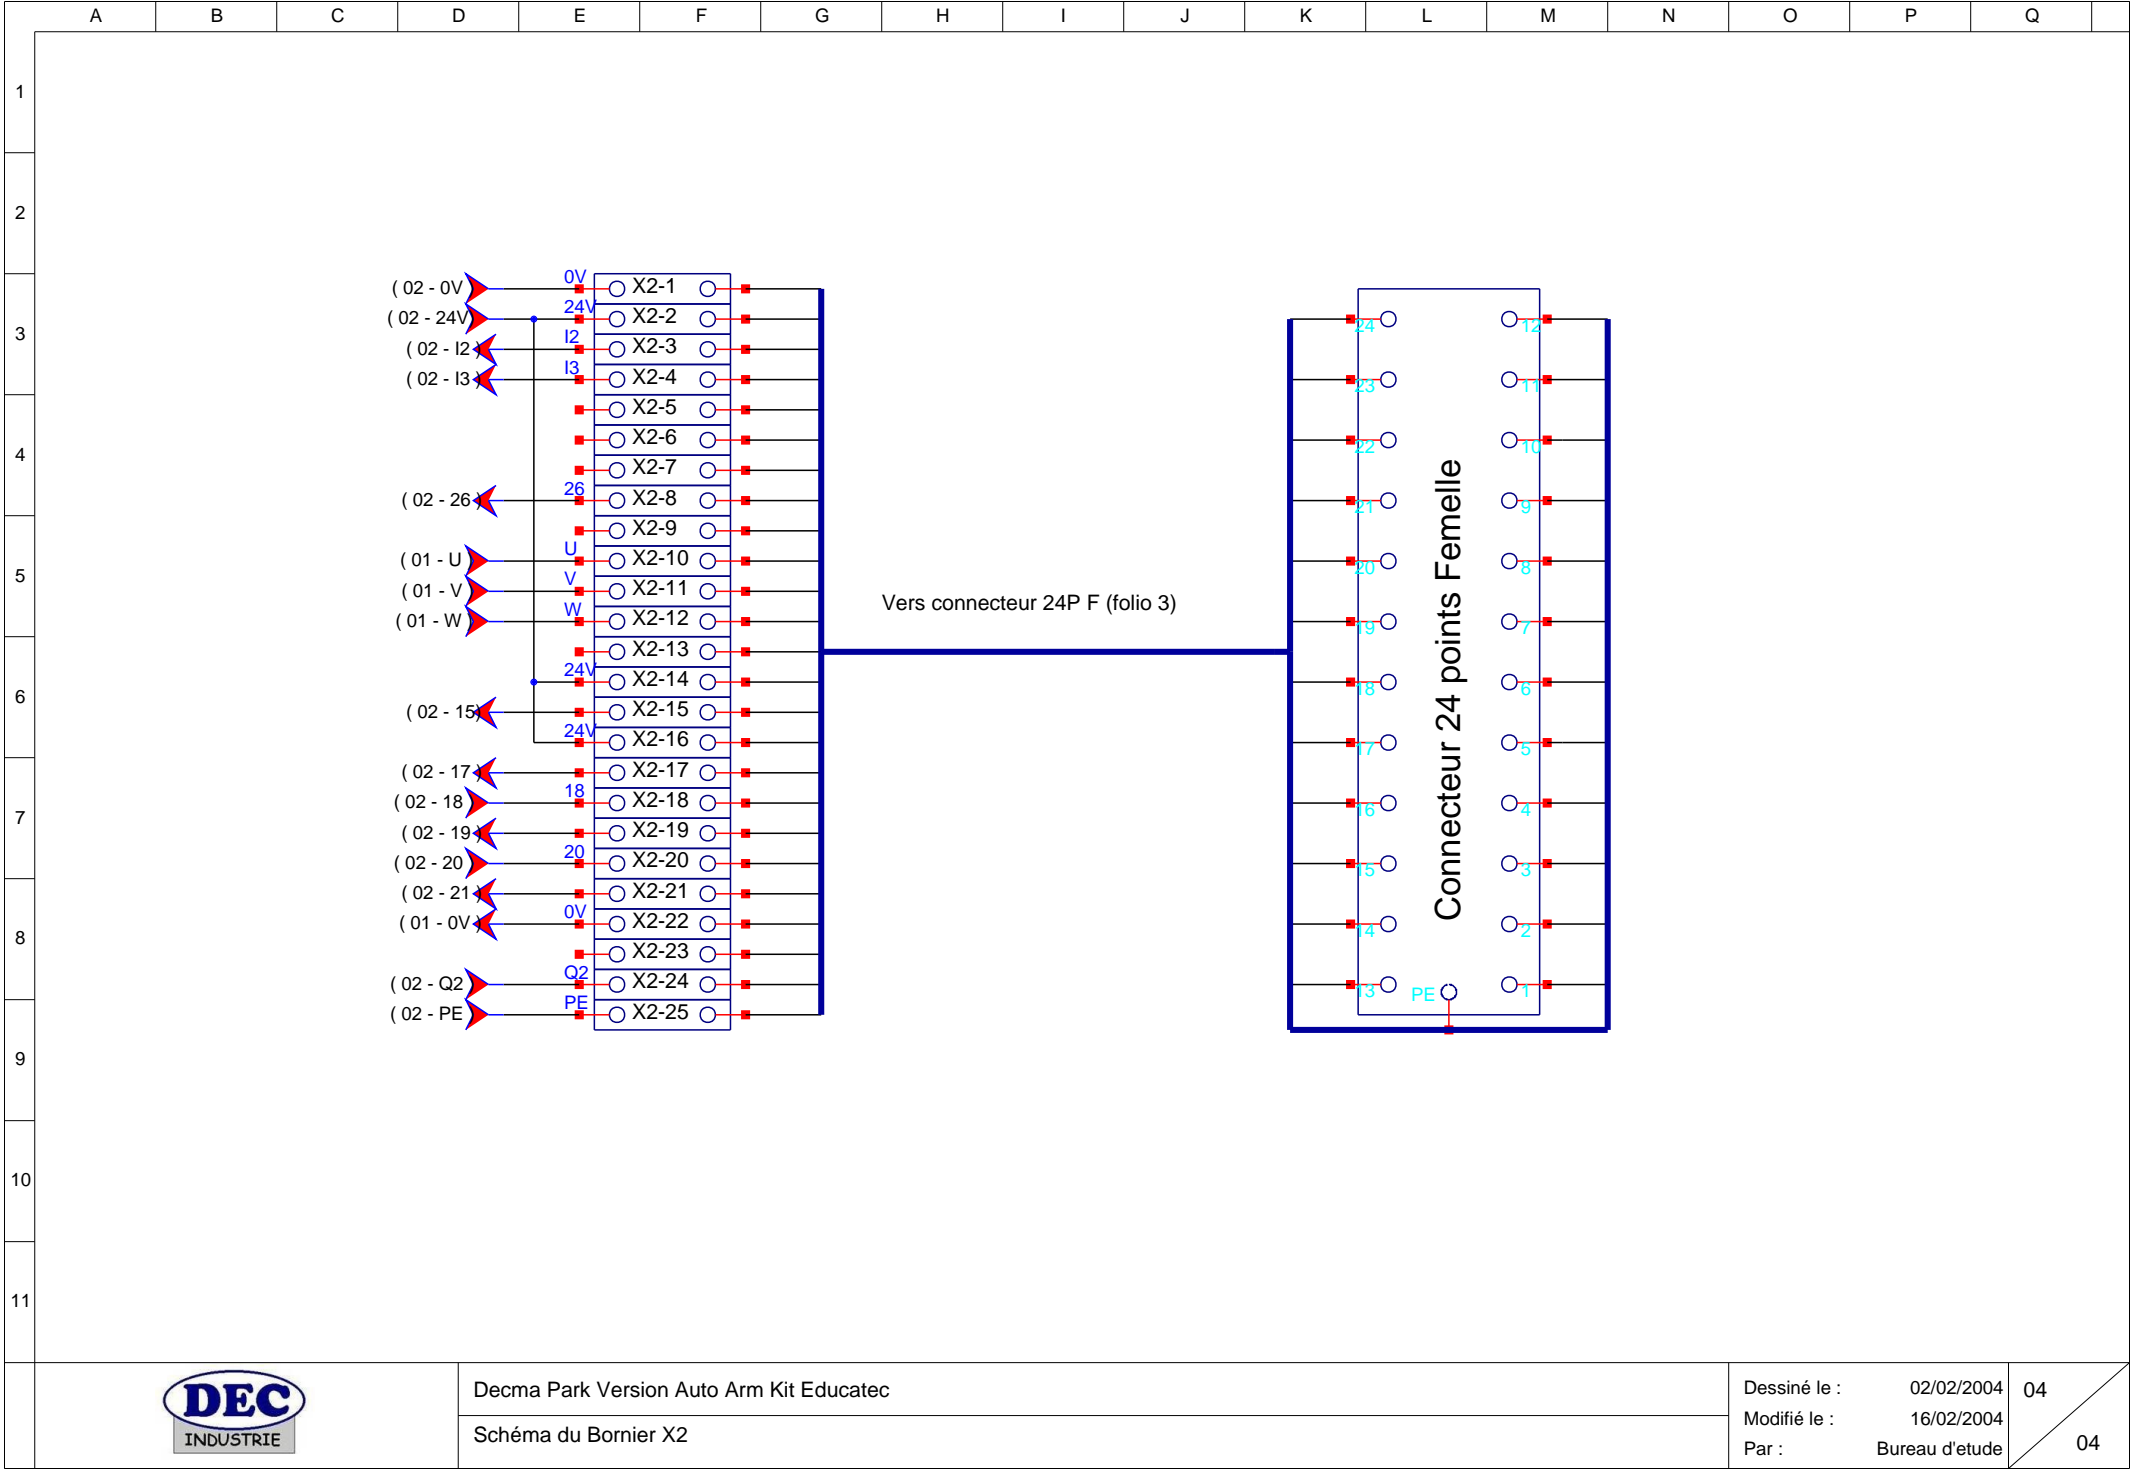 A B C D E F G H I J K L M N O P Q
1
2
3
4
5
6
7
8
9
10
11
( 02 - 0V ) 0V X2-1
( 02 - 24V ) 24V X2-2
( 02 - I2 ) I2 X2-3
( 02 - I3 ) I3 X2-4
X2-5
X2-6
X2-7
( 02 - 26 ) 26 X2-8
X2-9
( 01 - U ) U X2-10
( 01 - V ) V X2-11
( 01 - W ) W X2-12
X2-13
24V X2-14
( 02 - 15 ) X2-15
24V X2-16
( 02 - 17 ) X2-17
( 02 - 18 ) 18 X2-18
( 02 - 19 ) X2-19
( 02 - 20 ) 20 X2-20
( 02 - 21 ) X2-21
( 01 - 0V ) 0V X2-22
X2-23
( 02 - Q2 ) Q2 X2-24
( 02 - PE ) PE X2-25
Vers connecteur 24P F (folio 3)
24 12
23 11
22 10
21 9
20 8
19 7
18 6
17 5
16 4
15 3
14 2
13 PE 1
Connecteur 24 points Femelle
DEC
INDUSTRIE
Decma Park Version Auto Arm Kit Educatec
Schéma du Bornier X2
Dessiné le : 02/02/2004
Modifié le : 16/02/2004
Par : Bureau d'etude
04
04